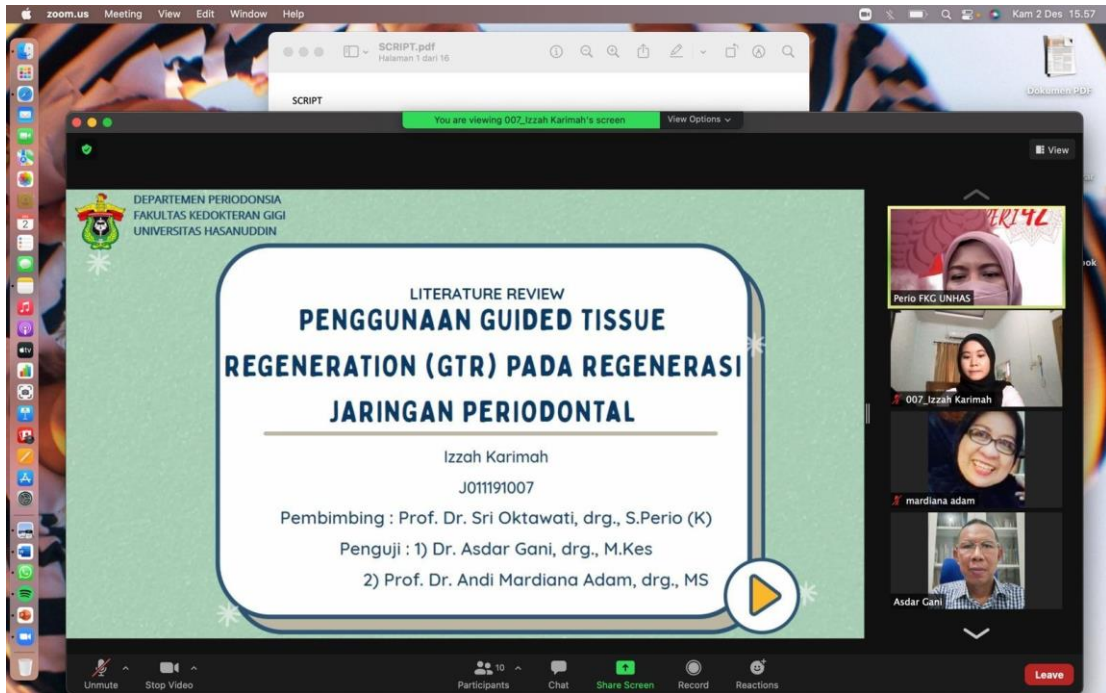 zoom.us Meeting View Edit Window Help
Kam 2 Des 15.57
SCRIPT.pdf
Halaman 1 dari 16
Dokumen PDF
SCRIPT
You are viewing 007_Izzah Karimah's screen View Options
View
DEPARTEMEN PERIODONSIA
FAKULTAS KEDOKTERAN GIGI
UNIVERSITAS HASANUDDIN
LITERATURE REVIEW
PENGGUNAAN GUIDED TISSUE
REGENERATION (GTR) PADA REGENERASI
JARINGAN PERIODONTAL
Izzah Karimah
J011191007
Pembimbing : Prof. Dr. Sri Oktawati, drg., S.Perio (K)
Penguji : 1) Dr. Asdar Gani, drg., M.Kes
2) Prof. Dr. Andi Mardiana Adam, drg., MS
Perio FKG UNHAS
007_Izzah Karimah
mardiana adam
Asdar Gani
Unmute Stop Video Participants 10 Chat Share Screen Record Reactions Leave